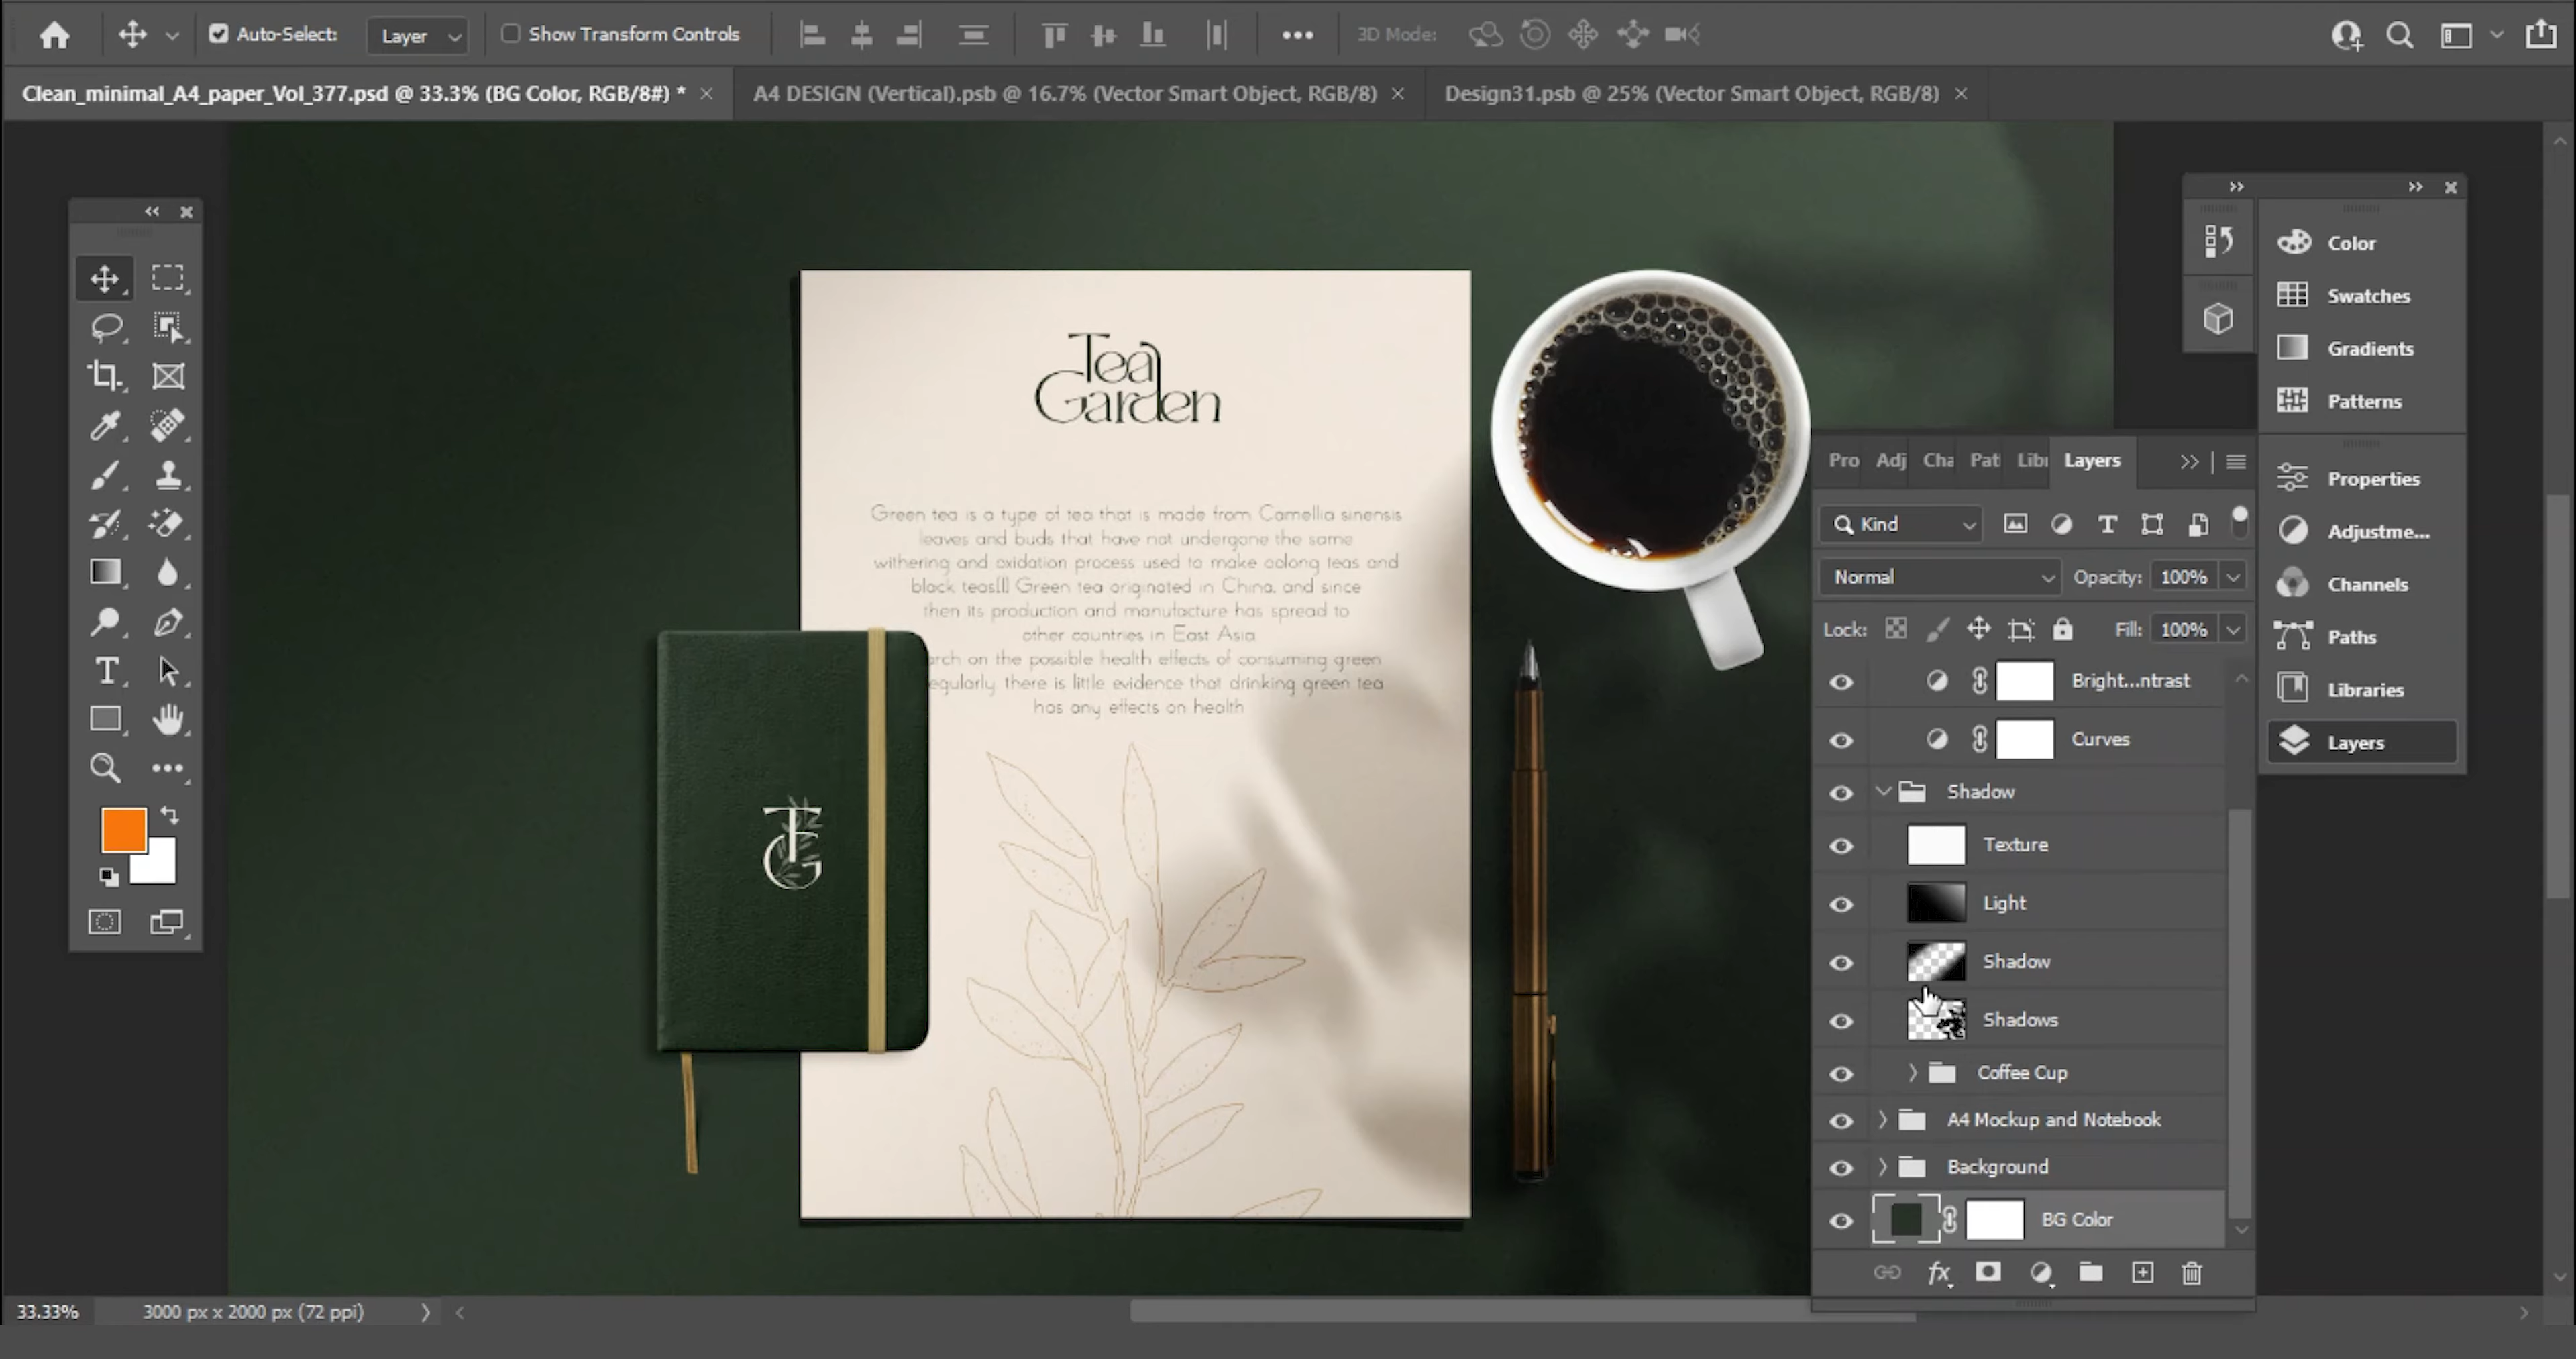 Auto-Select:
Layer
Show Transform Controls
3D Mode:
Clean_minimal_A4_paper_Vol_377.psd @ 33.3% (BG Color, RGB/8#) *
A4 DESIGN (Vertical).psb @ 16.7% (Vector Smart Object, RGB/8)
Design31.psb @ 25% (Vector Smart Object, RGB/8)
Tea
Garden
Green tea is a type of tea that is made from Camellia sinensis
leaves and buds that have not undergone the same
withering and oxidation process used to make oolong teas and
black teas.[1] Green tea originated in China, and since
then its production and manufacture has spread to
other countries in East Asia
arch on the possible health effects of consuming green
egularly, there is little evidence that drinking green tea
has any effects on health
TG
T
Color
Swatches
Gradients
Patterns
Properties
Adjustme...
Channels
Paths
Libraries
Layers
Pro
Adj
Cha
Pat
Libr
Layers
Kind
T
Normal
Opacity:
100%
Lock:
Fill:
100%
Bright...ntrast
Curves
Shadow
Texture
Light
Shadow
Shadows
Coffee Cup
A4 Mockup and Notebook
Background
BG Color
fx
33.33%
3000 px x 2000 px (72 ppi)